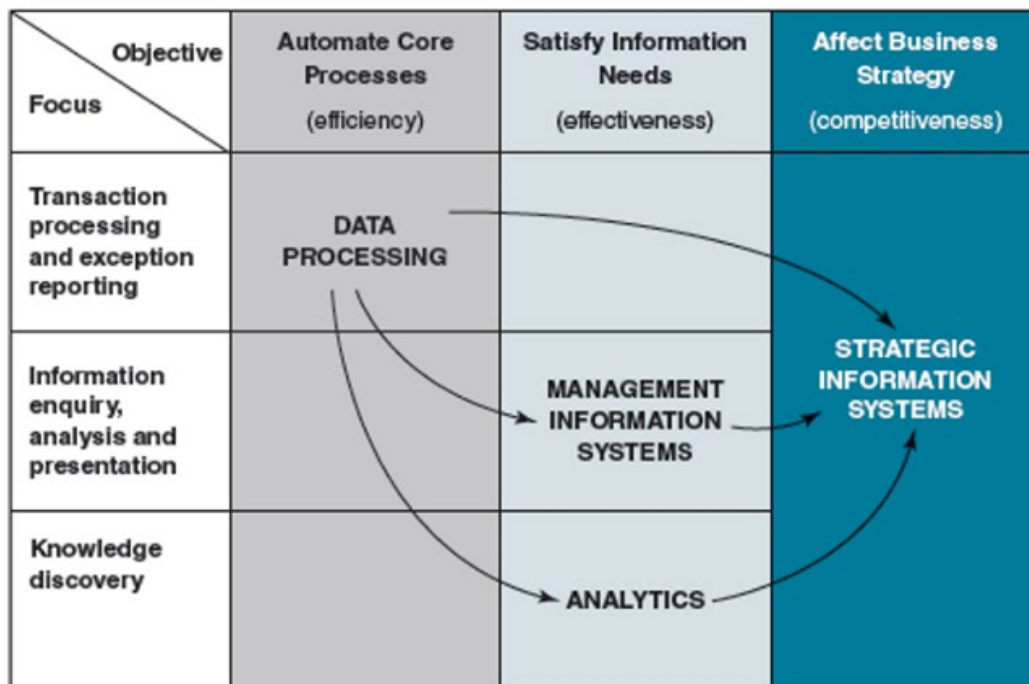 Objective
Focus
Automate Core
Processes
(efficiency)
Satisfy Information
Needs
(effectiveness)
Affect Business
Strategy
(competitiveness)
Transaction
processing
and exception
reporting
DATA
PROCESSING
Information
enquiry,
analysis and
presentation
MANAGEMENT
INFORMATION
SYSTEMS
STRATEGIC
INFORMATION
SYSTEMS
Knowledge
discovery
ANALYTICS